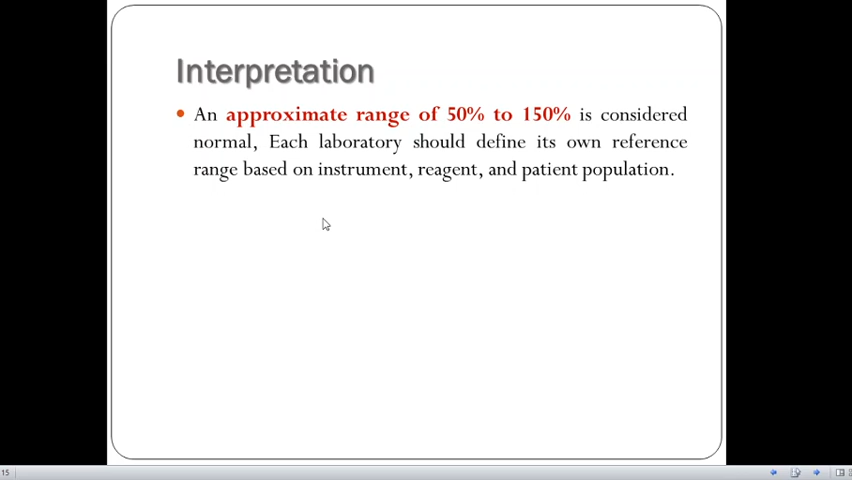 Interpretation
• An approximate range of 50% to 150% is considered
normal, Each laboratory should define its own reference
range based on instrument, reagent, and patient population.
15